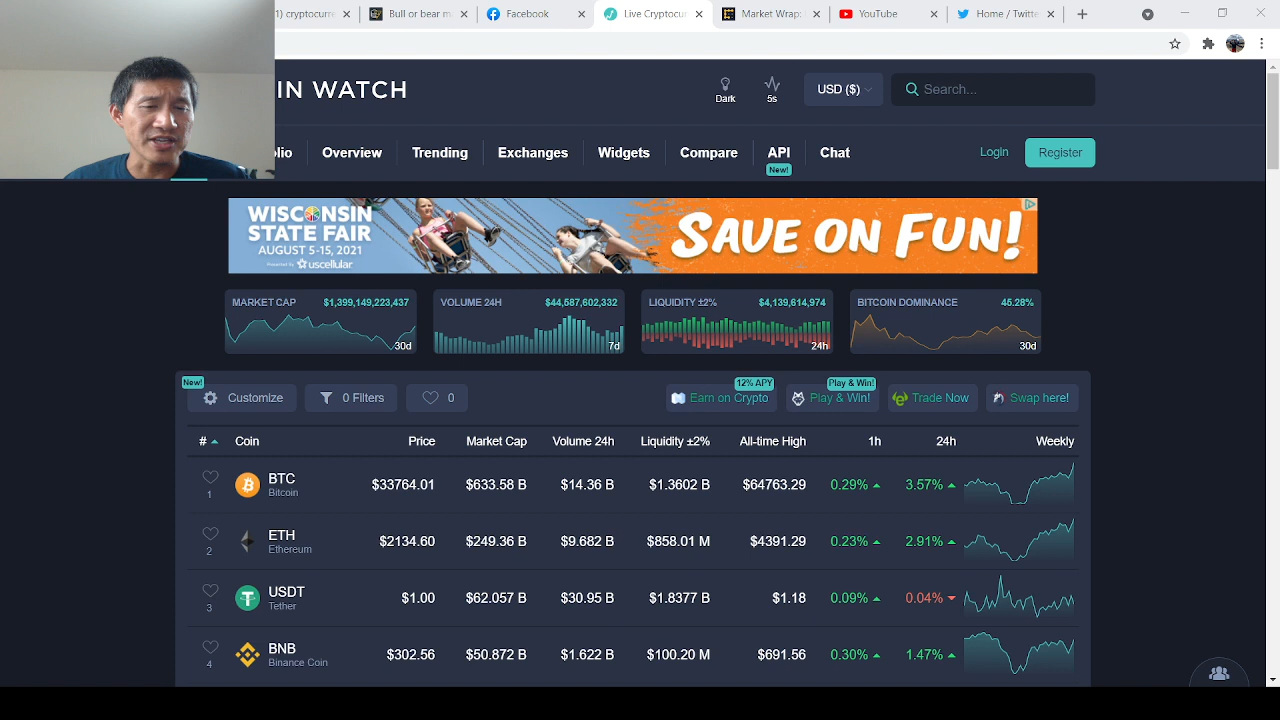 1) cryptocurre
Bull or bear m
Facebook
Live Cryptocur
Market Wrap:
YouTube
Home / Twitte
IN WATCH
Dark
5s
USD ($)
Search...
lio
Overview
Trending
Exchanges
Widgets
Compare
API
New!
Chat
Login
Register
WISCONSIN
STATE FAIR
AUGUST 5-15, 2021
Presented by uscellular
SAVE ON FUN!
MARKET CAP $1,399,149,223,437
30d
VOLUME 24H $44,587,602,332
7d
LIQUIDITY ±2% $4,139,614,974
24h
BITCOIN DOMINANCE 45.28%
30d
New!
Customize
0 Filters
0
12% APY
Earn on Crypto
Play & Win!
Play & Win!
Trade Now
Swap here!
# Coin Price Market Cap Volume 24h Liquidity ±2% All-time High 1h 24h Weekly
1 BTC Bitcoin $33764.01 $633.58 B $14.36 B $1.3602 B $64763.29 0.29% 3.57%
2 ETH Ethereum $2134.60 $249.36 B $9.682 B $858.01 M $4391.29 0.23% 2.91%
3 USDT Tether $1.00 $62.057 B $30.95 B $1.8377 B $1.18 0.09% 0.04%
4 BNB Binance Coin $302.56 $50.872 B $1.622 B $100.20 M $691.56 0.30% 1.47%